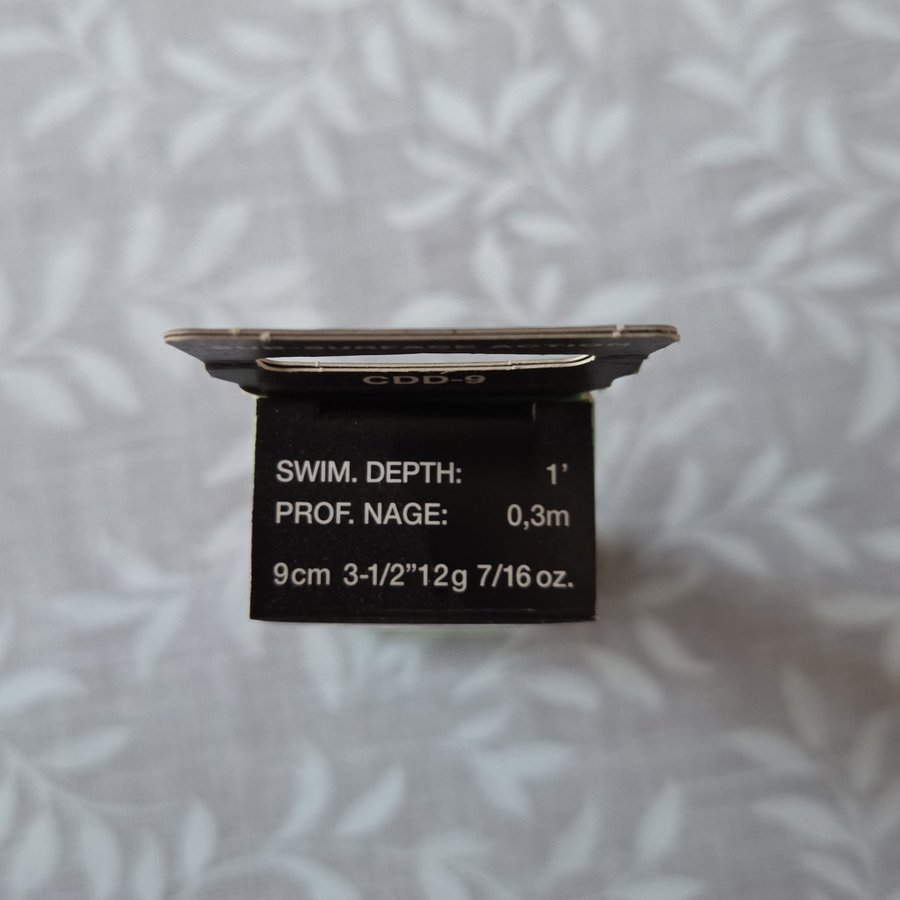 SURFACE ACTION
CDD-9
SWIM. DEPTH: 1'
PROF. NAGE: 0,3m
9cm 3-1/2”12g 7/16 oz.